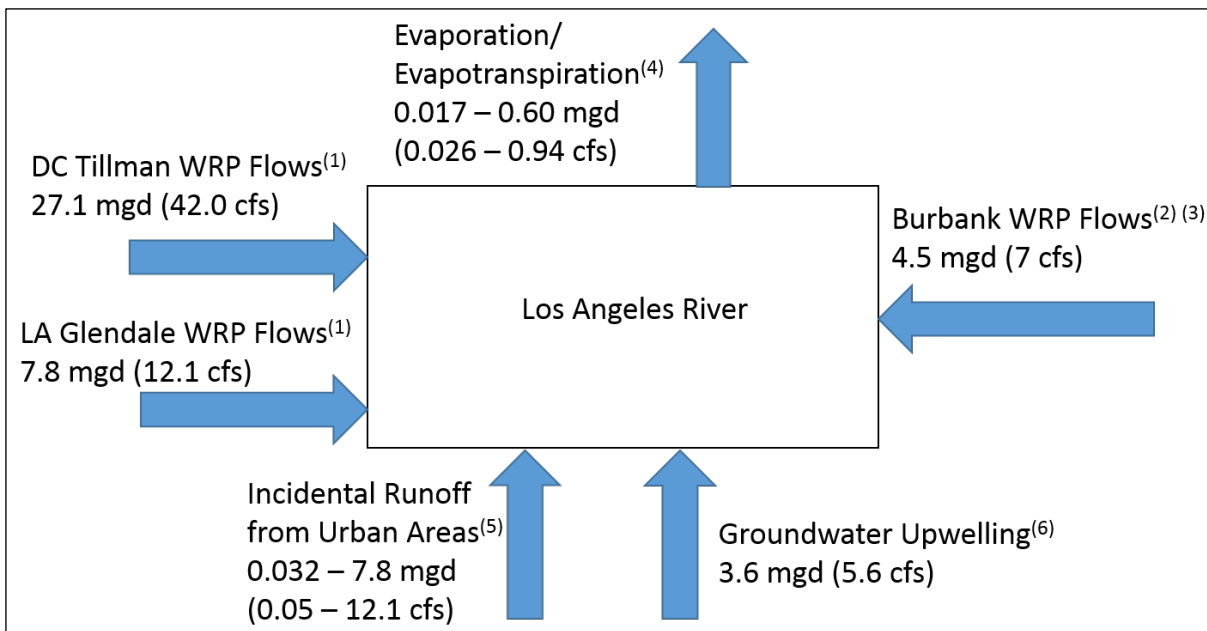 Evaporation/
Evapotranspiration(4)
0.017 – 0.60 mgd
(0.026 – 0.94 cfs)
DC Tillman WRP Flows(1)
27.1 mgd (42.0 cfs)
Burbank WRP Flows(2) (3)
4.5 mgd (7 cfs)
Los Angeles River
LA Glendale WRP Flows(1)
7.8 mgd (12.1 cfs)
Incidental Runoff
from Urban Areas(5)
0.032 – 7.8 mgd
(0.05 – 12.1 cfs)
Groundwater Upwelling(6)
3.6 mgd (5.6 cfs)